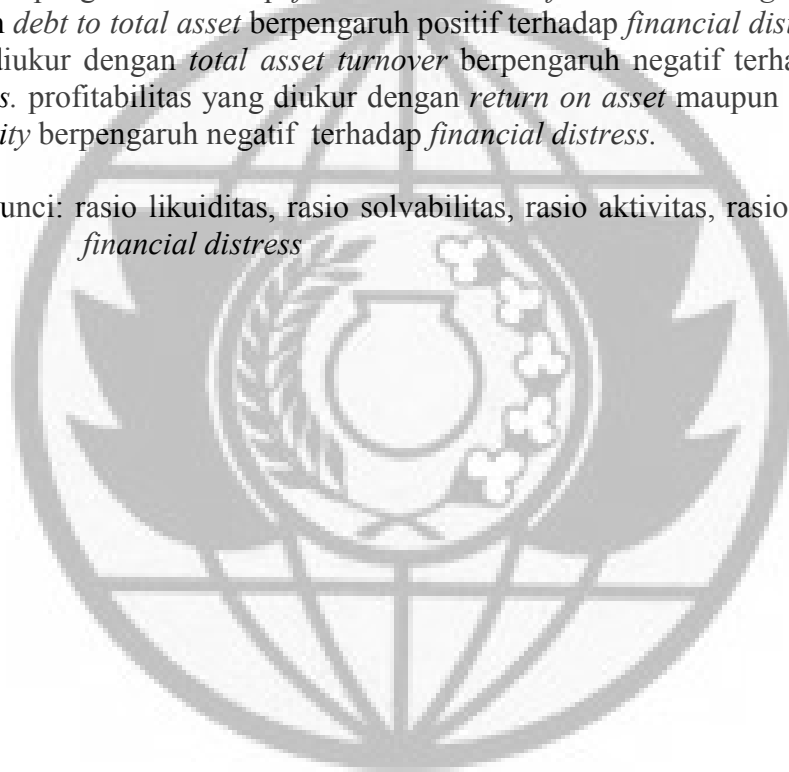 debt to total asset berpengaruh positif terhadap financial dis
diukur dengan total asset turnover berpengaruh negatif terha
s. profitabilitas yang diukur dengan return on asset maupun
ity berpengaruh negatif terhadap financial distress.
unci: rasio likuiditas, rasio solvabilitas, rasio aktivitas, rasio
financial distress